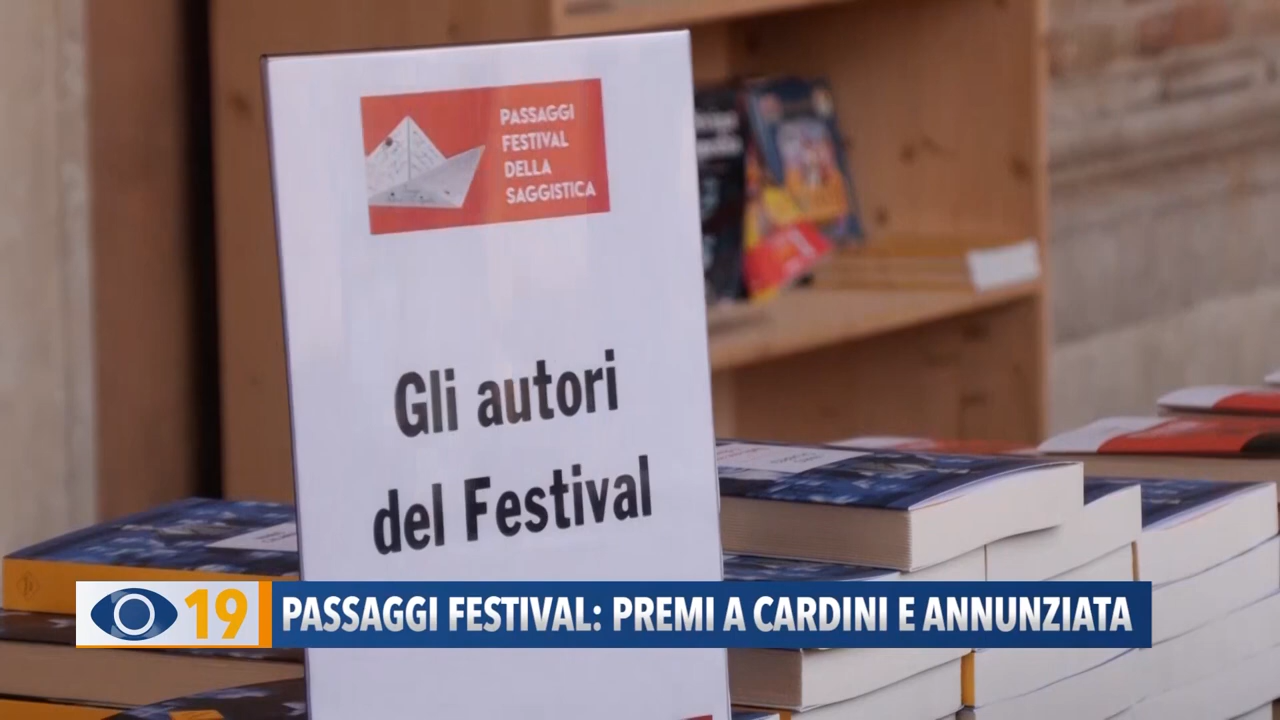 PASSAGGI
FESTIVAL
DELLA
SAGGISTICA
Gli autori
del Festival
19 PASSAGGI FESTIVAL: PREMI A CARDINI E ANNUNZIATA